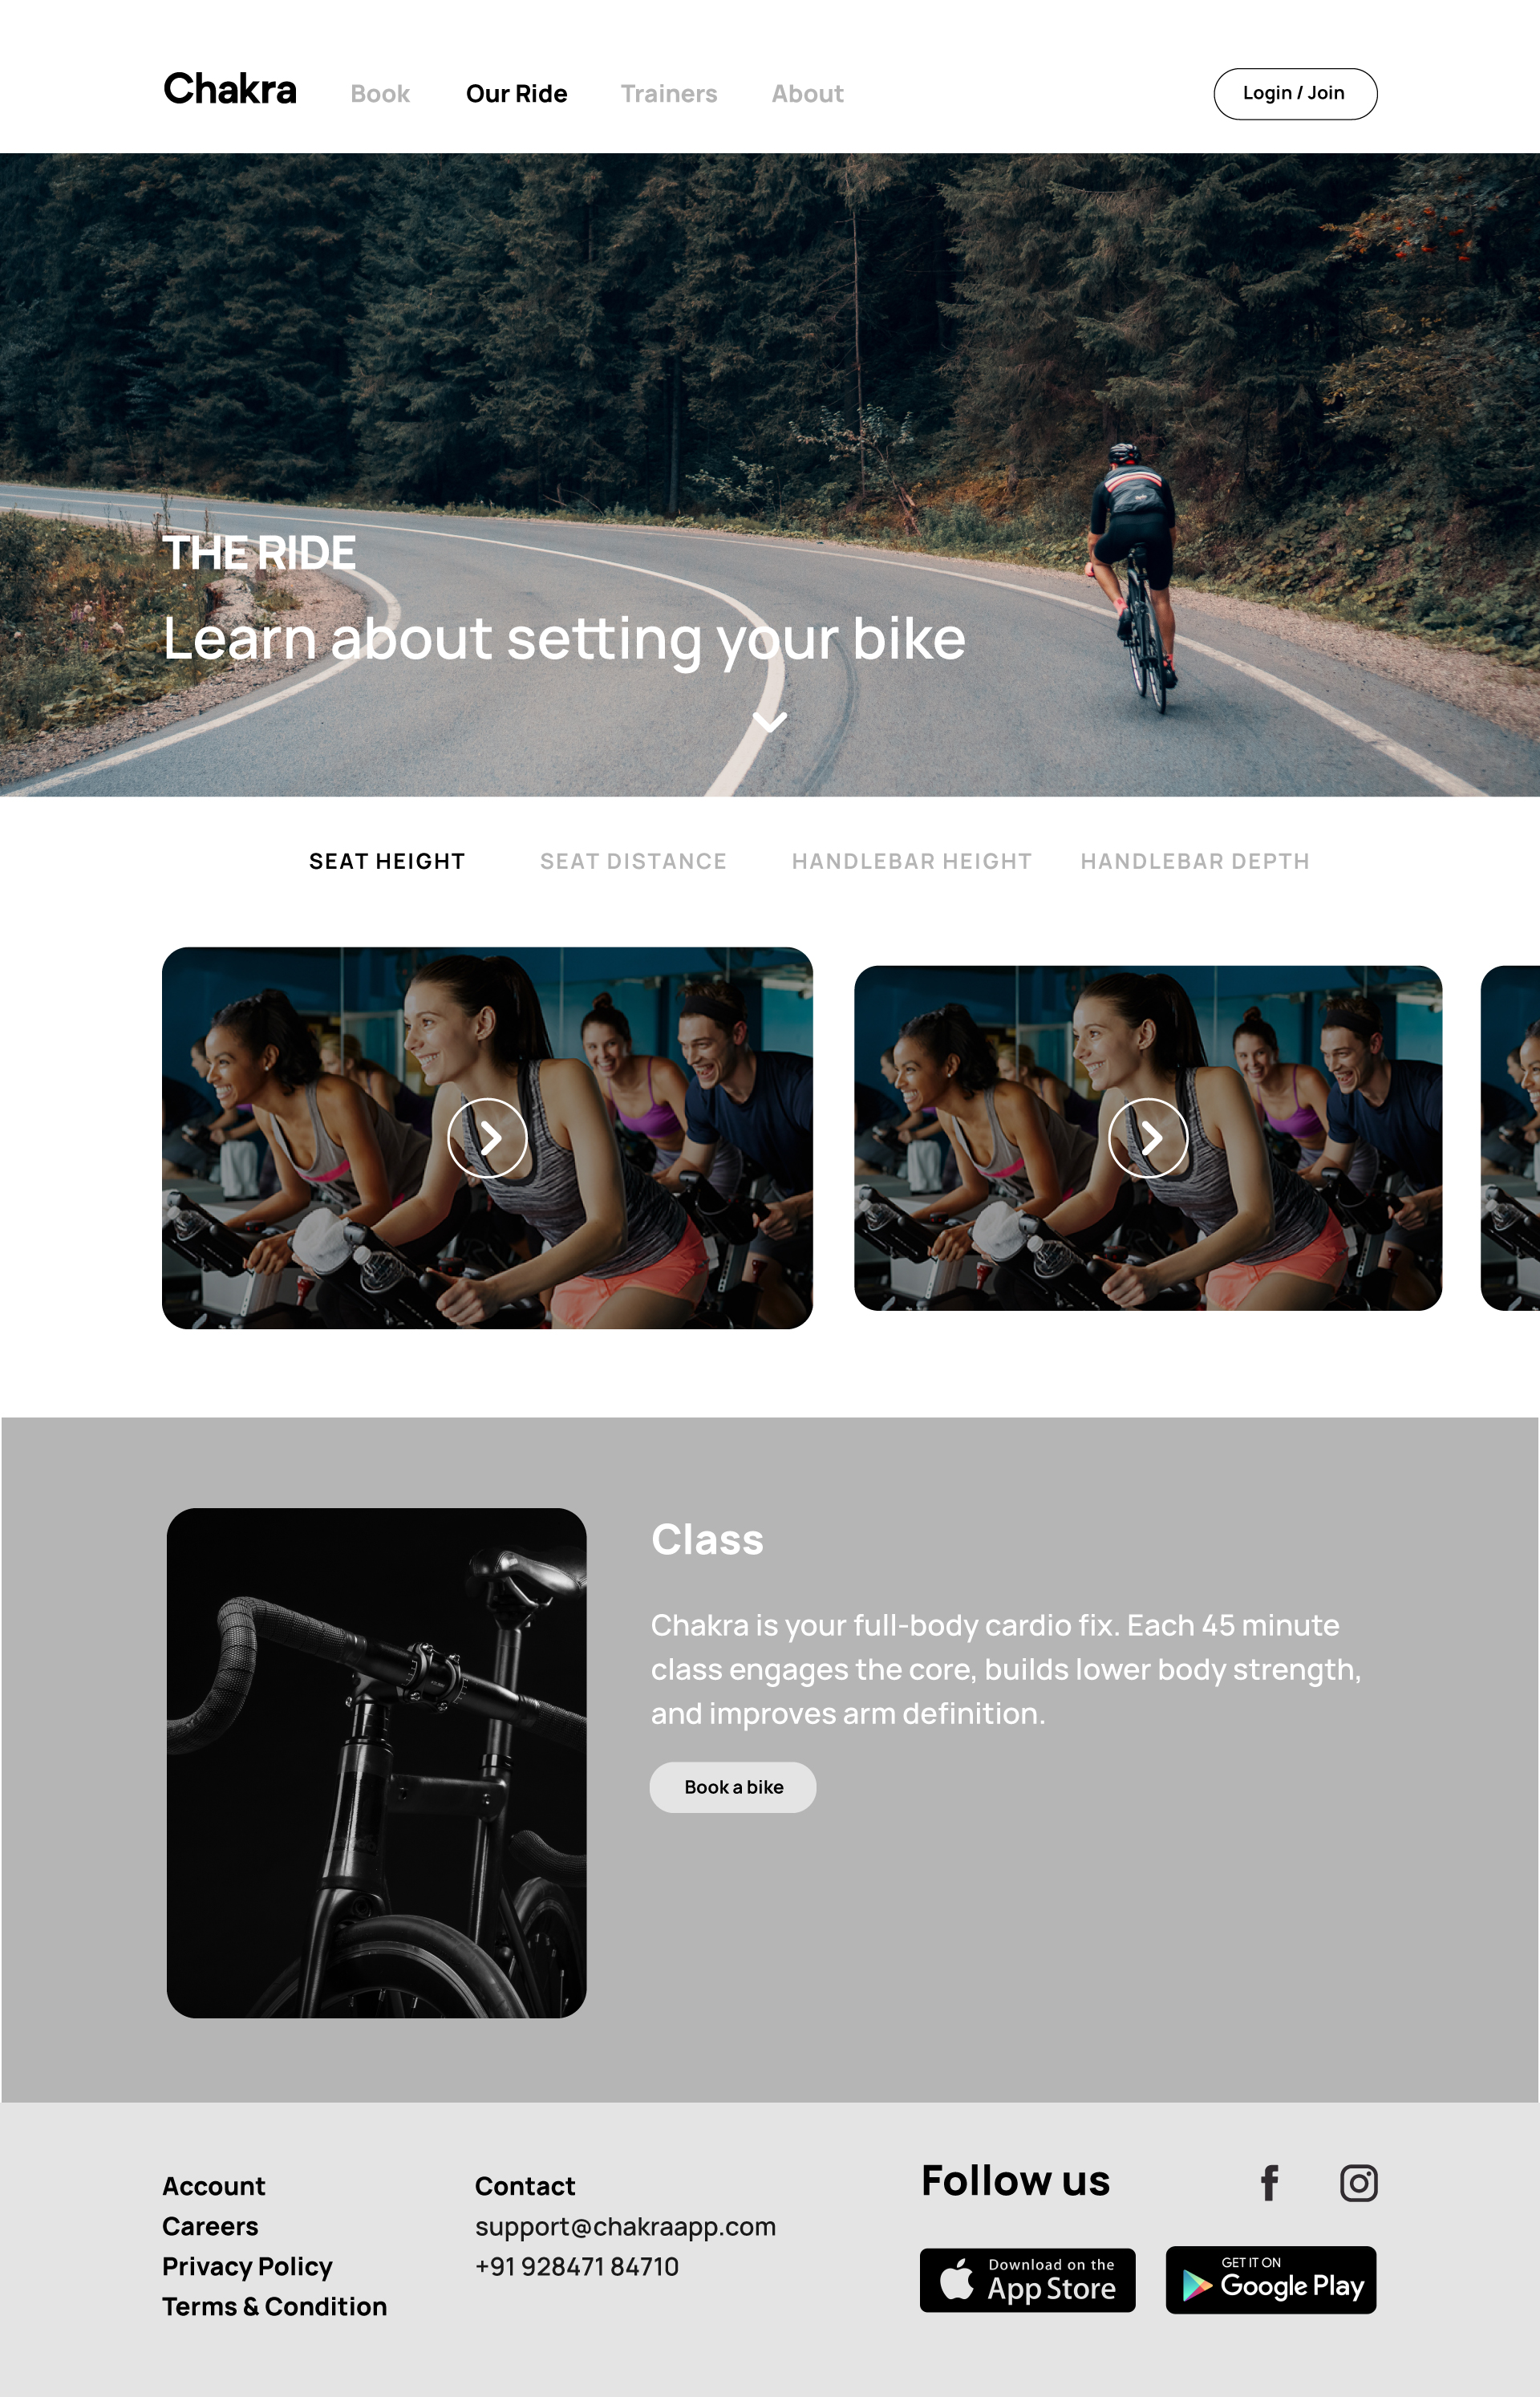 Chakra
Book
Our Ride
Trainers
About
Login / Join
THE RIDE
Learn about setting your bike
SEAT HEIGHT
SEAT DISTANCE
HANDLEBAR HEIGHT
HANDLEBAR DEPTH
Class
Chakra is your full-body cardio fix. Each 45 minute
class engages the core, builds lower body strength,
and improves arm definition.
Book a bike
Account
Careers
Privacy Policy
Terms & Condition
Contact
support@chakraapp.com
+91 928471 84710
Follow us
Download on the
App Store
GET IT ON
Google Play